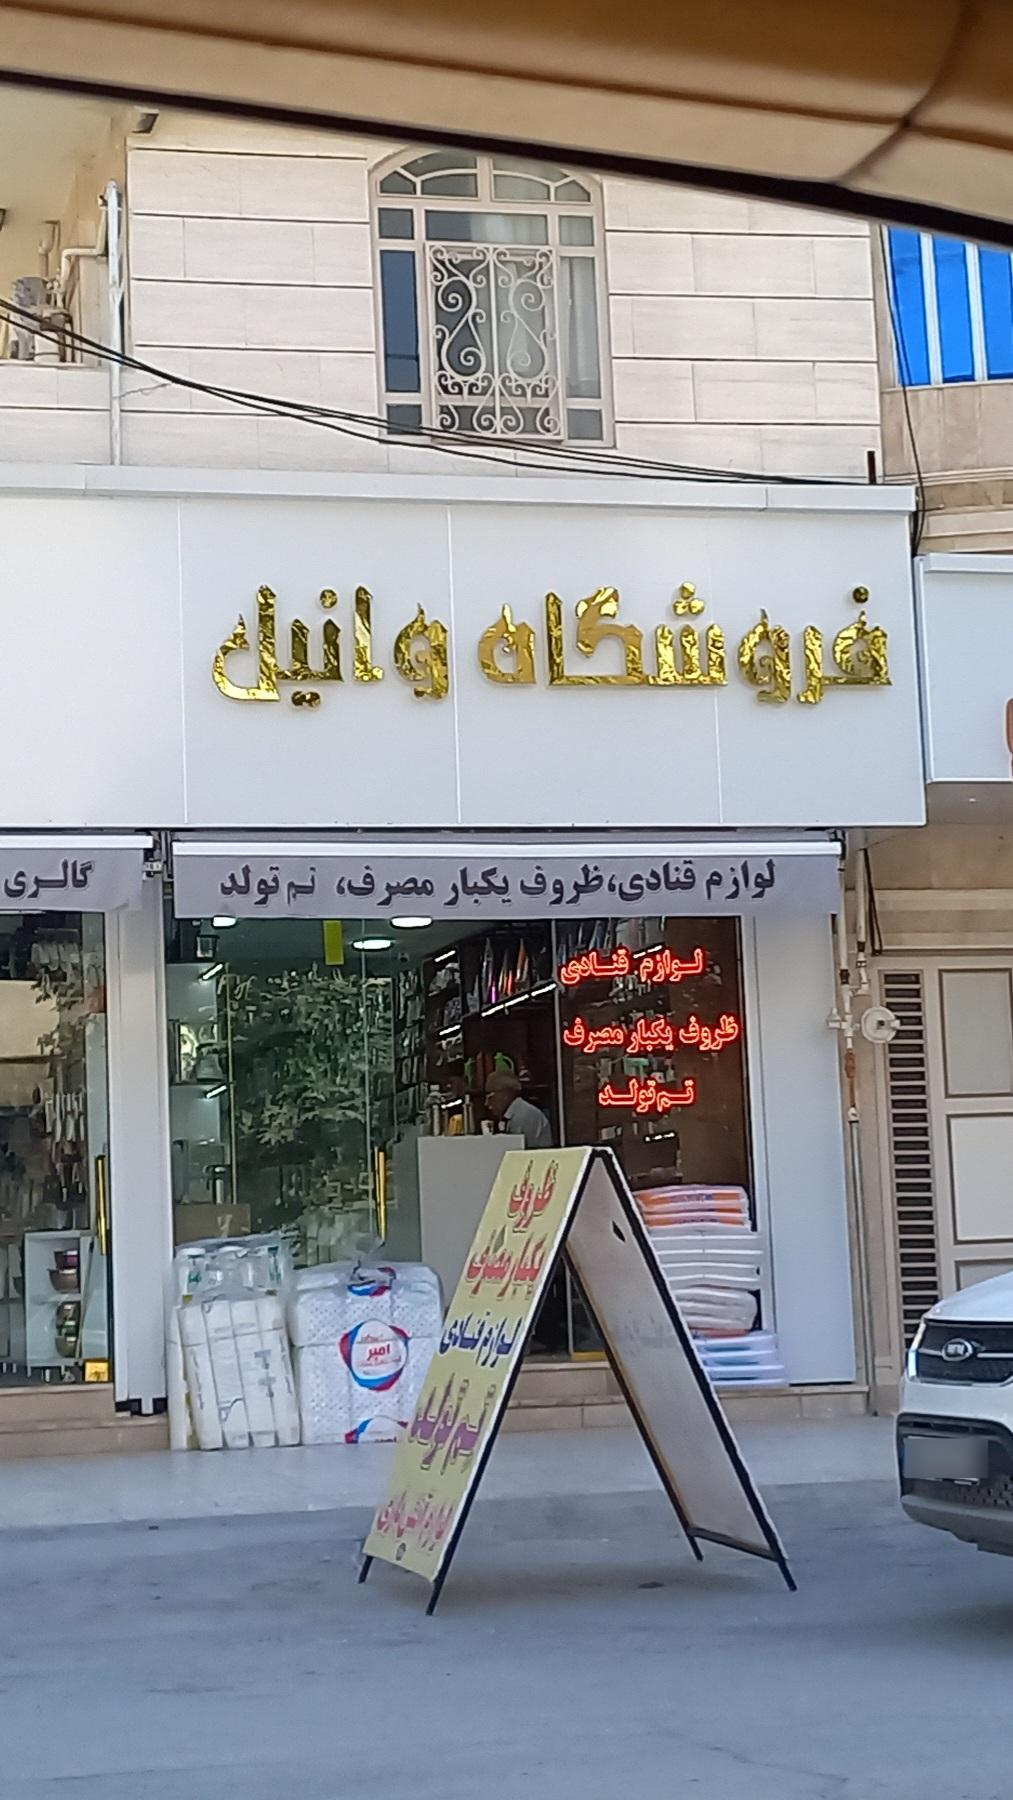 فروشگاه وانیل
لوازم قنادی،ظروف یکبار مصرف، تم تولد
گالری
لوازم قنادی
ظروف یکبار مصرف
تم تولد
ظروف
یکبار مصرف
لوازم قنادی
تم تولد
امیر